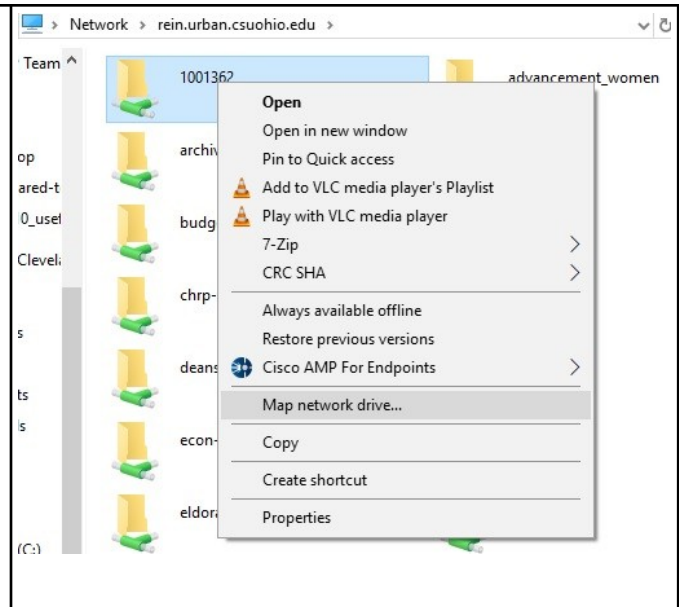 Network > rein.urban.csuohio.edu >
Team
op
ared-t
0_usef
Clevela
s
ts
ls
(C:)
1001362
advancement_women
archiv
budg
chrp-
deans
econ-
eldora
Open
Open in new window
Pin to Quick access
Add to VLC media player's Playlist
Play with VLC media player
7-Zip >
CRC SHA >
Always available offline
Restore previous versions
Cisco AMP For Endpoints >
Map network drive...
Copy
Create shortcut
Properties